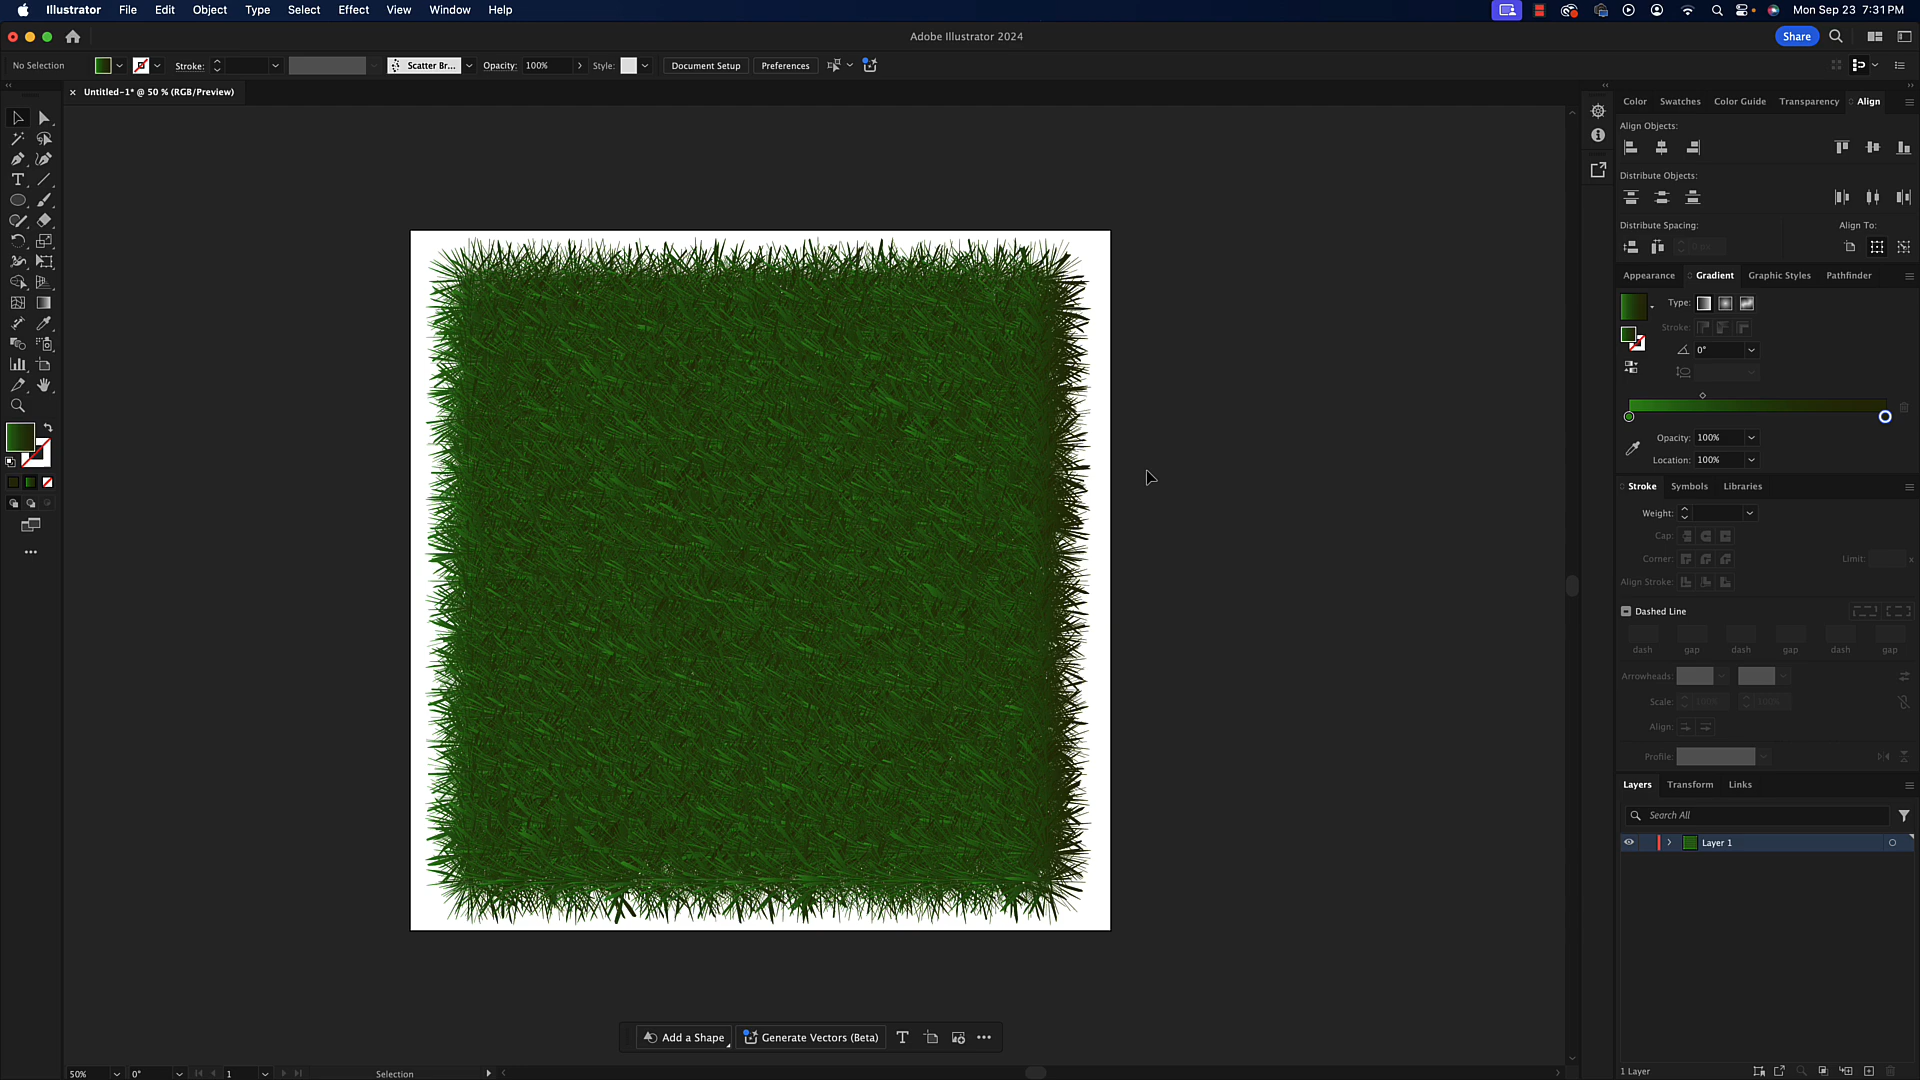 Illustrator File Edit Object Type Select Effect View Window Help Mon Sep 23 7:31 PM
Adobe Illustrator 2024 Share
No Selection Stroke: Scatter Br... Opacity: 100% Style: Document Setup Preferences
Untitled-1* @ 50 % (RGB/Preview)
Color Swatches Color Guide Transparency Align
Align Objects:
Distribute Objects:
Distribute Spacing: Align To:
0 px
Appearance Gradient Graphic Styles Pathfinder
Type:
Stroke:
0°
Opacity: 100%
Location: 100%
Stroke Symbols Libraries
Weight:
Cap:
Corner: Limit: x
Align Stroke:
Dashed Line
dash gap dash gap dash gap
Arrowheads:
Scale: 100% 100%
Align:
Profile:
Layers Transform Links
Search All
Layer 1
Add a Shape Generate Vectors (Beta)
50% 0° 1 Selection
1 Layer